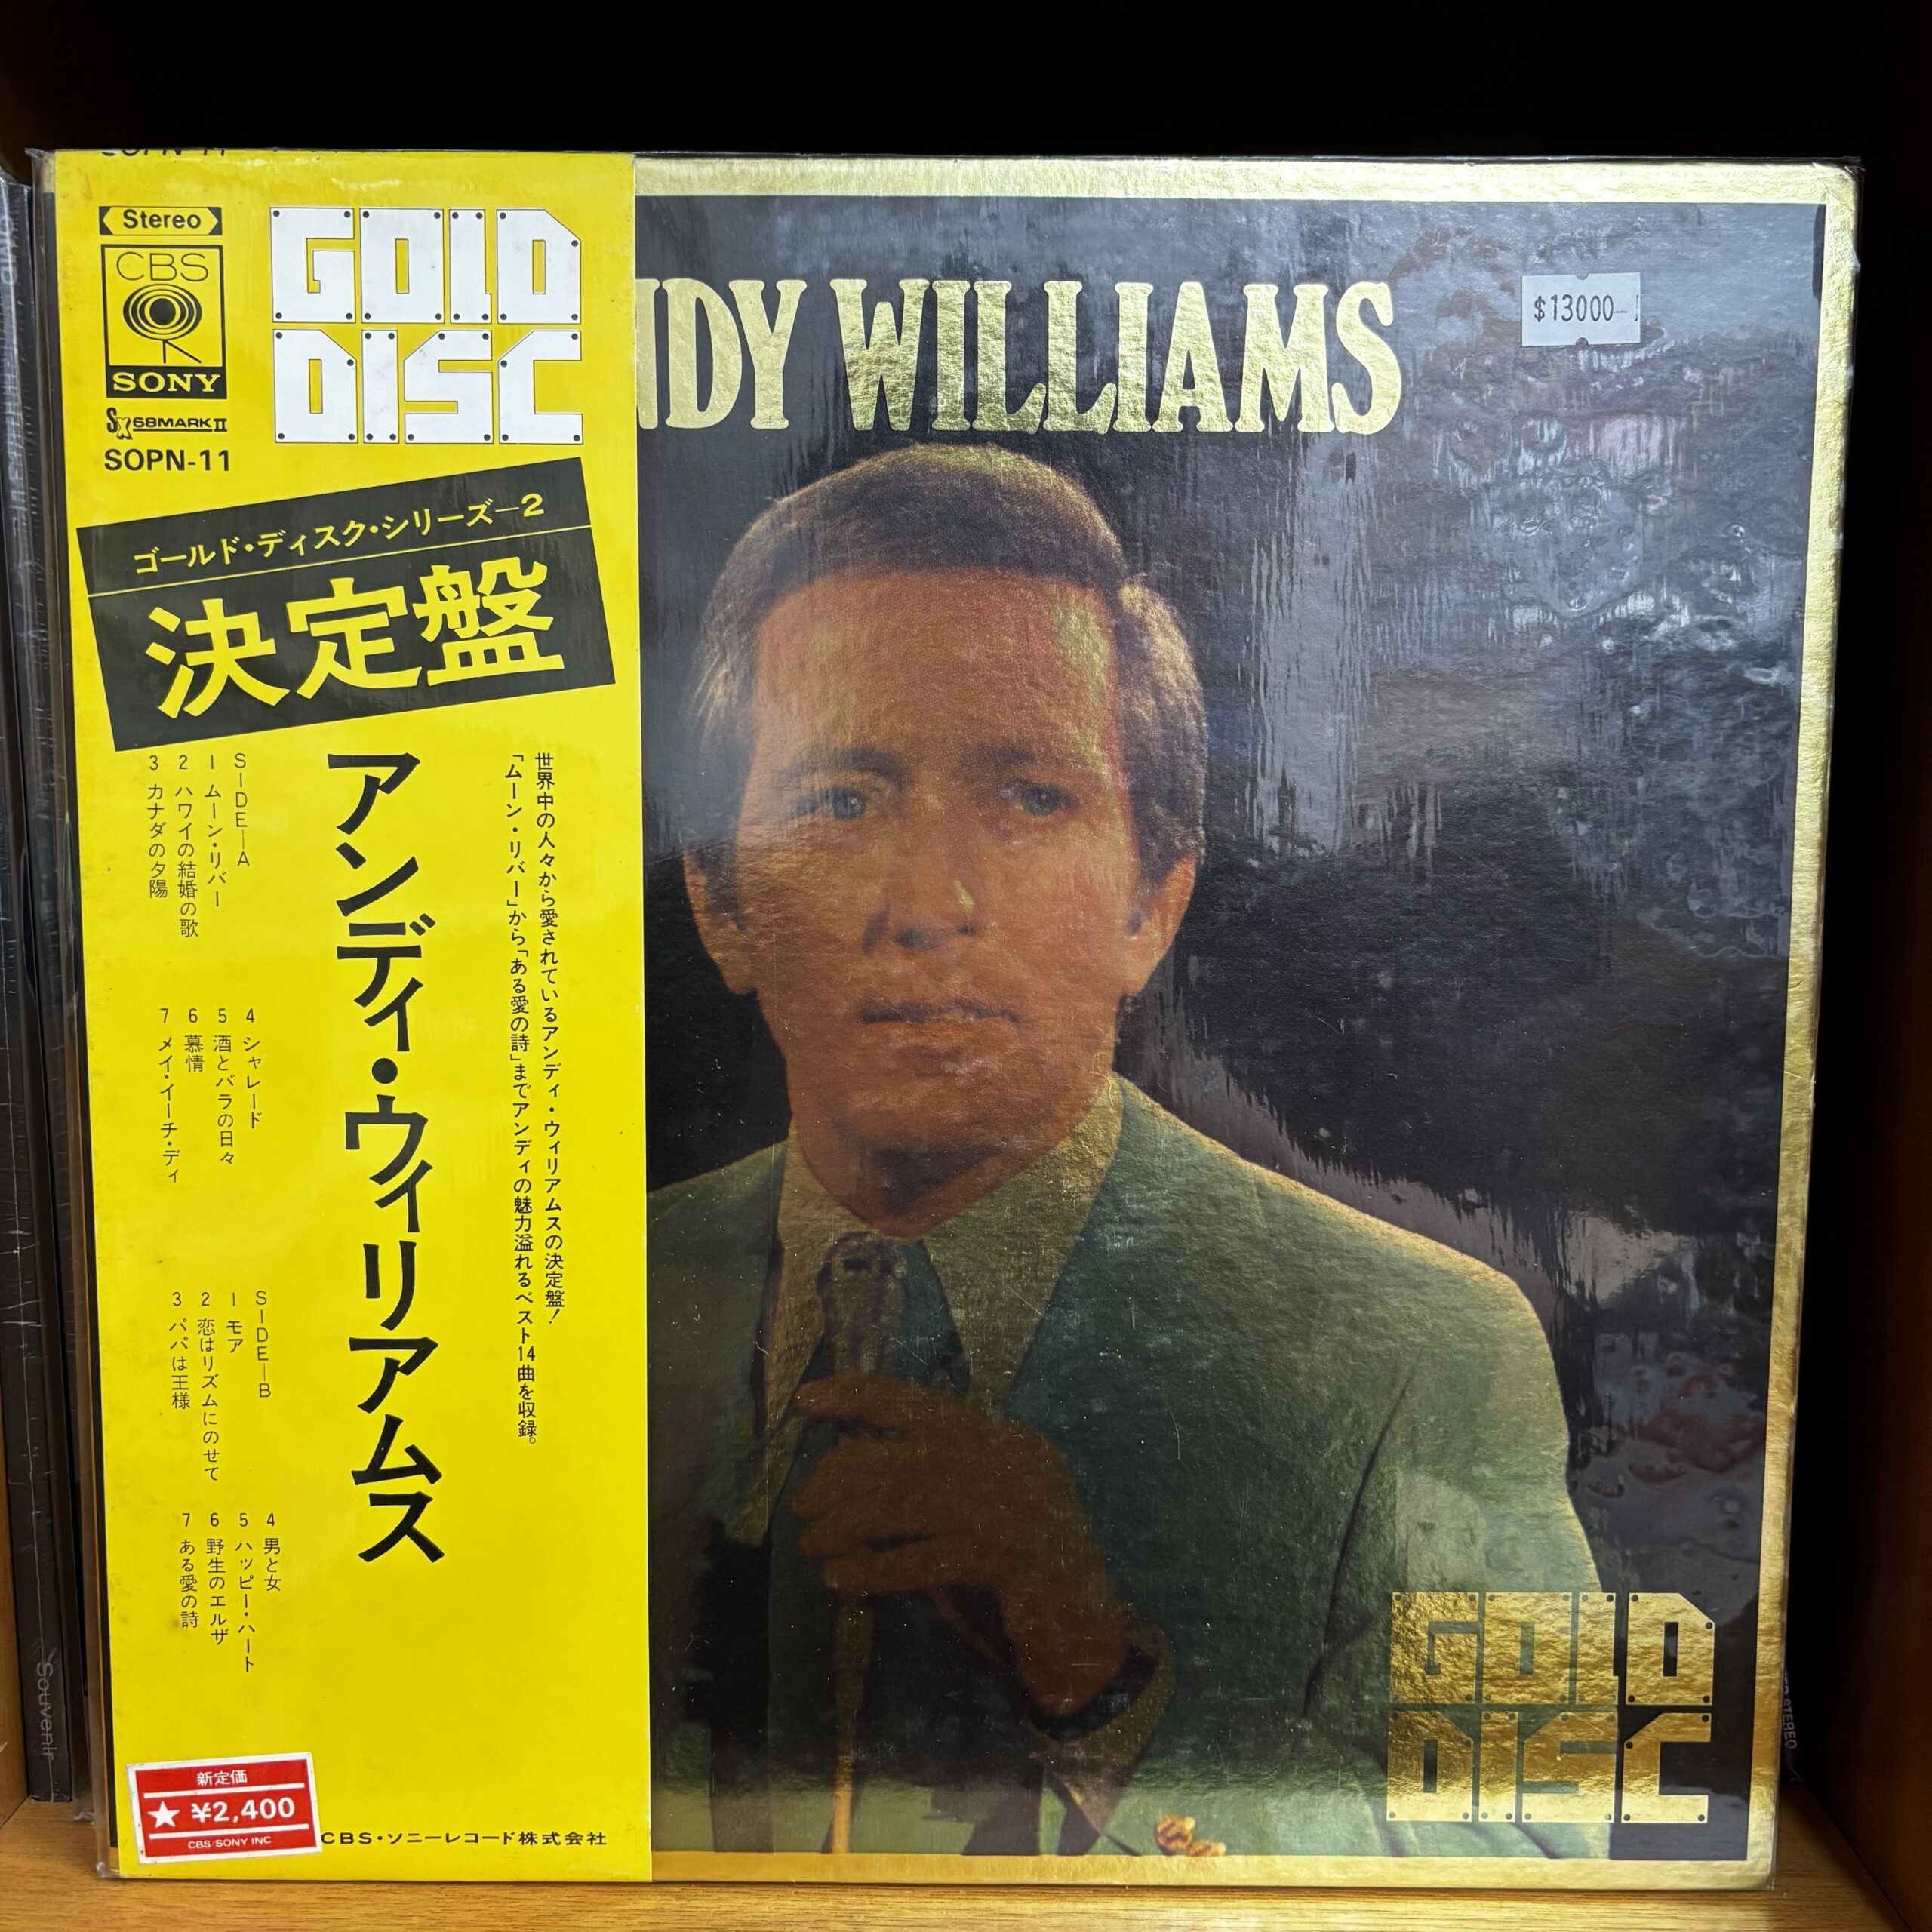 Stereo
CBS
SONY
SX68MARKII
SOPN-11
GOLD
DISC
ゴールド・ディスク・シリーズ—2
決定盤
世界中の人々から愛されているアンディ・ウィリアムスの決定盤!
「ムーン・リバー」から「ある愛の詩」までアンディの魅力溢れるベスト14曲を収録。
アンディ・ウィリアムス
SIDE—A
1 ムーン・リバー
2 ハワイの結婚の歌
3 カナダの夕陽
4 シャレード
5 酒とバラの日々
6 慕情
7 メイ・イーチ・ディ
SIDE—B
1 モア
2 恋はリズムにのせて
3 パパは王様
4 男と女
5 ハッピー・ハート
6 野生のエルザ
7 ある愛の詩
新定価
★ ¥2,400
CBS/SONY INC
CBS・ソニーレコード株式会社
NDY WILLIAMS
$13000-
GOLD
DISC
Souvenir
STEREO